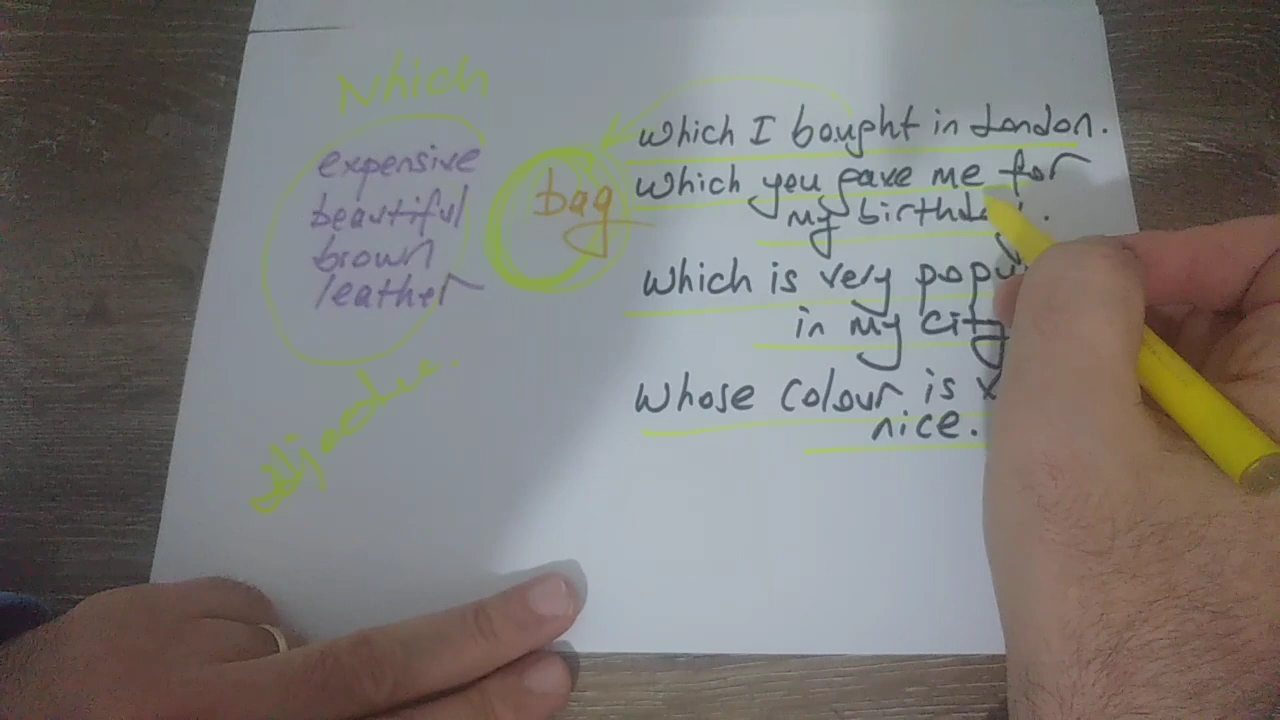 Which
expensive
beautiful
brown
leather
bag
which I bought in London.
which you gave me for
my
which is very
in my city
whose colour is
nice.